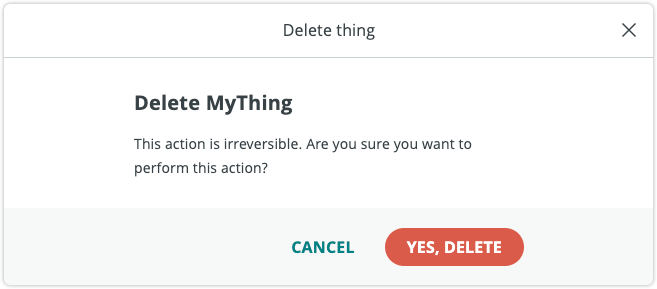 Delete thing
Delete MyThing
This action is irreversible. Are you sure you want to
perform this action?
CANCEL
YES, DELETE